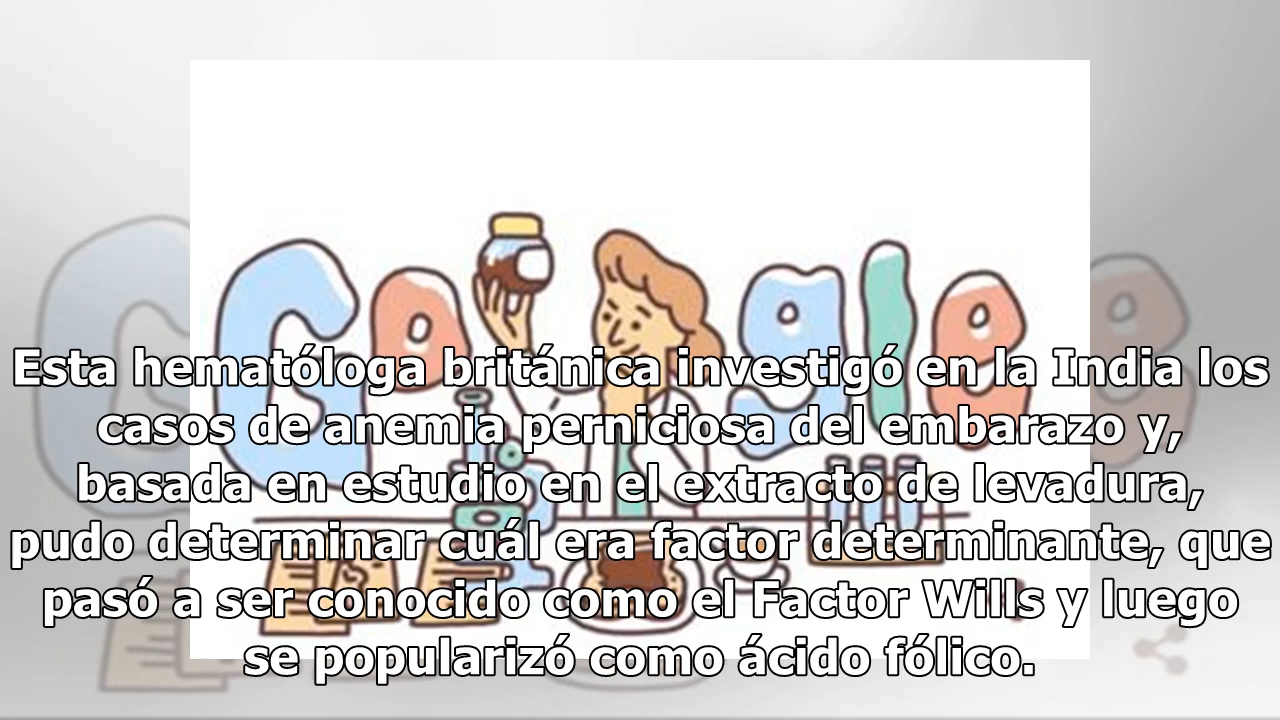 Google
Esta hematóloga británica investigó en la India los
casos de anemia perniciosa del embarazo y,
basada en estudio en el extracto de levadura,
pudo determinar cuál era factor determinante, que
pasó a ser conocido como el Factor Wills y luego
se popularizó como ácido fólico.